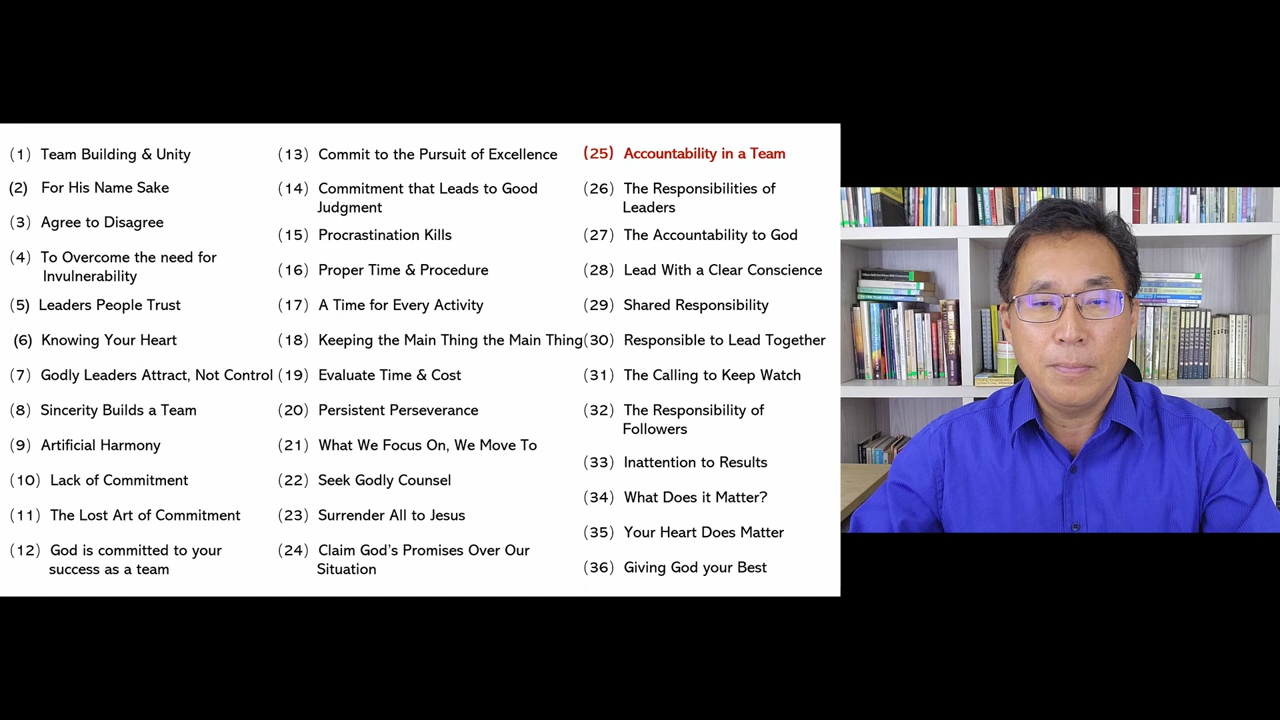 (1) Team Building & Unity
(2) For His Name Sake
(3) Agree to Disagree
(4) To Overcome the need for
Invulnerability
(5) Leaders People Trust
(6) Knowing Your Heart
(7) Godly Leaders Attract, Not Control
(8) Sincerity Builds a Team
(9) Artificial Harmony
(10) Lack of Commitment
(11) The Lost Art of Commitment
(12) God is committed to your
success as a team
(13) Commit to the Pursuit of Excellence
(14) Commitment that Leads to Good
Judgment
(15) Procrastination Kills
(16) Proper Time & Procedure
(17) A Time for Every Activity
(18) Keeping the Main Thing the Main Thing
(19) Evaluate Time & Cost
(20) Persistent Perseverance
(21) What We Focus On, We Move To
(22) Seek Godly Counsel
(23) Surrender All to Jesus
(24) Claim God's Promises Over Our
Situation
(25) Accountability in a Team
(26) The Responsibilities of
Leaders
(27) The Accountability to God
(28) Lead With a Clear Conscience
(29) Shared Responsibility
(30) Responsible to Lead Together
(31) The Calling to Keep Watch
(32) The Responsibility of
Followers
(33) Inattention to Results
(34) What Does it Matter?
(35) Your Heart Does Matter
(36) Giving God your Best